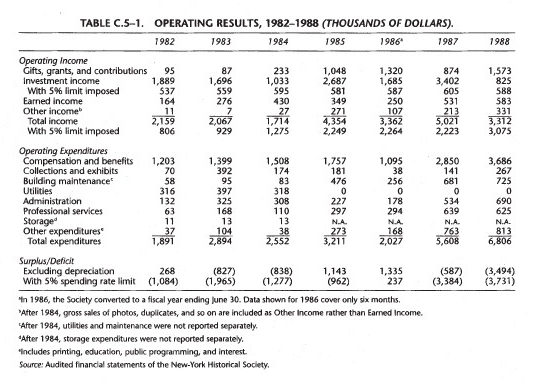 TABLE C.5–1. OPERATING RESULTS, 1982–1988 (THOUSANDS OF DOLLARS).
1982 1983 1984 1985 1986ᵃ 1987 1988
Operating Income
Gifts, grants, and contributions 95 87 233 1,048 1,320 874 1,573
Investment income 1,889 1,696 1,033 2,687 1,685 3,402 825
With 5% limit imposed 537 559 595 581 587 605 588
Earned income 164 276 430 349 250 531 583
Other incomeᵇ 11 7 27 271 107 213 331
Total income 2,159 2,067 1,714 4,354 3,362 5,021 3,312
With 5% limit imposed 806 929 1,275 2,249 2,264 2,223 3,075
Operating Expenditures
Compensation and benefits 1,203 1,399 1,508 1,757 1,095 2,850 3,686
Collections and exhibits 70 392 174 181 38 141 267
Building maintenanceᶜ 58 95 83 476 256 681 725
Utilities 316 397 318 0 0 0 0
Administration 132 325 308 227 178 534 690
Professional services 63 168 110 297 294 639 625
Storageᵈ 11 13 13 N.A. N.A. N.A. N.A.
Other expendituresᵉ 37 104 38 273 168 763 813
Total expenditures 1,891 2,894 2,552 3,211 2,027 5,608 6,806
Surplus/Deficit
Excluding depreciation 268 (827) (838) 1,143 1,335 (587) (3,494)
With 5% spending rate limit (1,084) (1,965) (1,277) (962) 237 (3,384) (3,731)
ᵃIn 1986, the Society converted to a fiscal year ending June 30. Data shown for 1986 cover only six months.
ᵇAfter 1984, gross sales of photos, duplicates, and so on are included as Other Income rather than Earned Income.
ᶜAfter 1984, utilities and maintenance were not reported separately.
ᵈAfter 1984, storage expenditures were not reported separately.
ᵉIncludes printing, education, public programming, and interest.
Source: Audited financial statements of the New-York Historical Society.